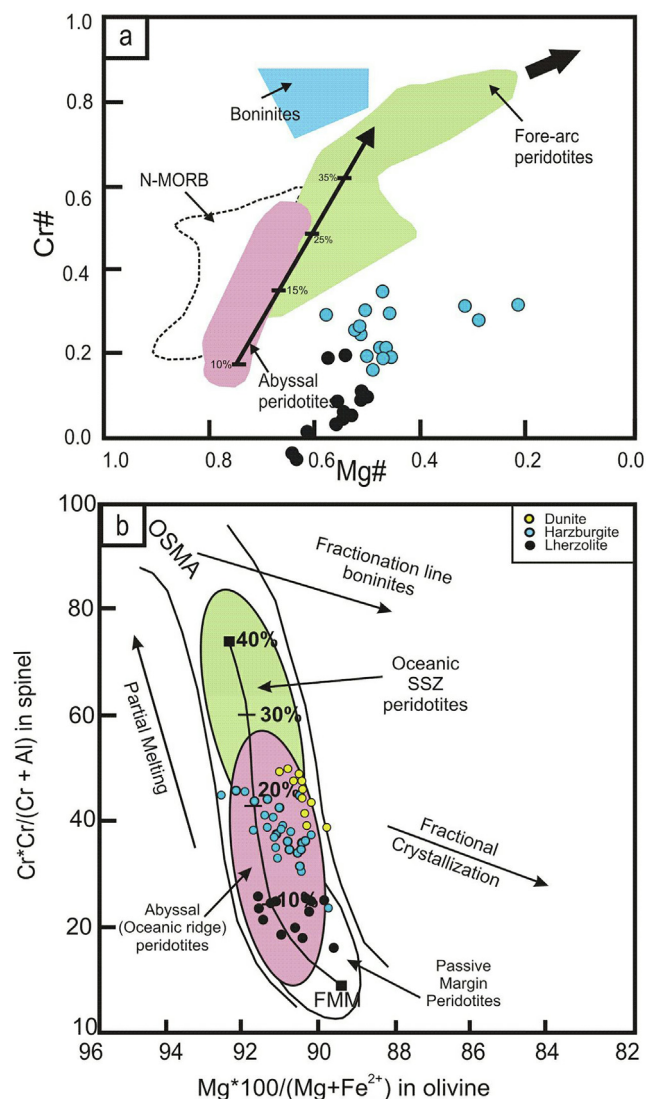 a
1.0
0.8
0.6
0.4
0.2
0.0
Cr#
Boninites
N-MORB
Fore-arc
peridotites
35%
25%
15%
10%
Abyssal
peridotites
1.0
0.8
0.6
0.4
0.2
0.0
Mg#
b
100
80
60
40
20
10
Cr*Cr/(Cr + Al) in spinel
OSMA
Fractionation line
boninites
Dunite
Harzburgite
Lherzolite
Partial Melting
40%
30%
20%
10%
Oceanic
SSZ
peridotites
Fractional
Crystallization
Abyssal
(Oceanic ridge)
peridotites
FMM
Passive
Margin
Peridotites
96
94
92
90
88
86
84
82
Mg*100/(Mg+Fe²⁺) in olivine